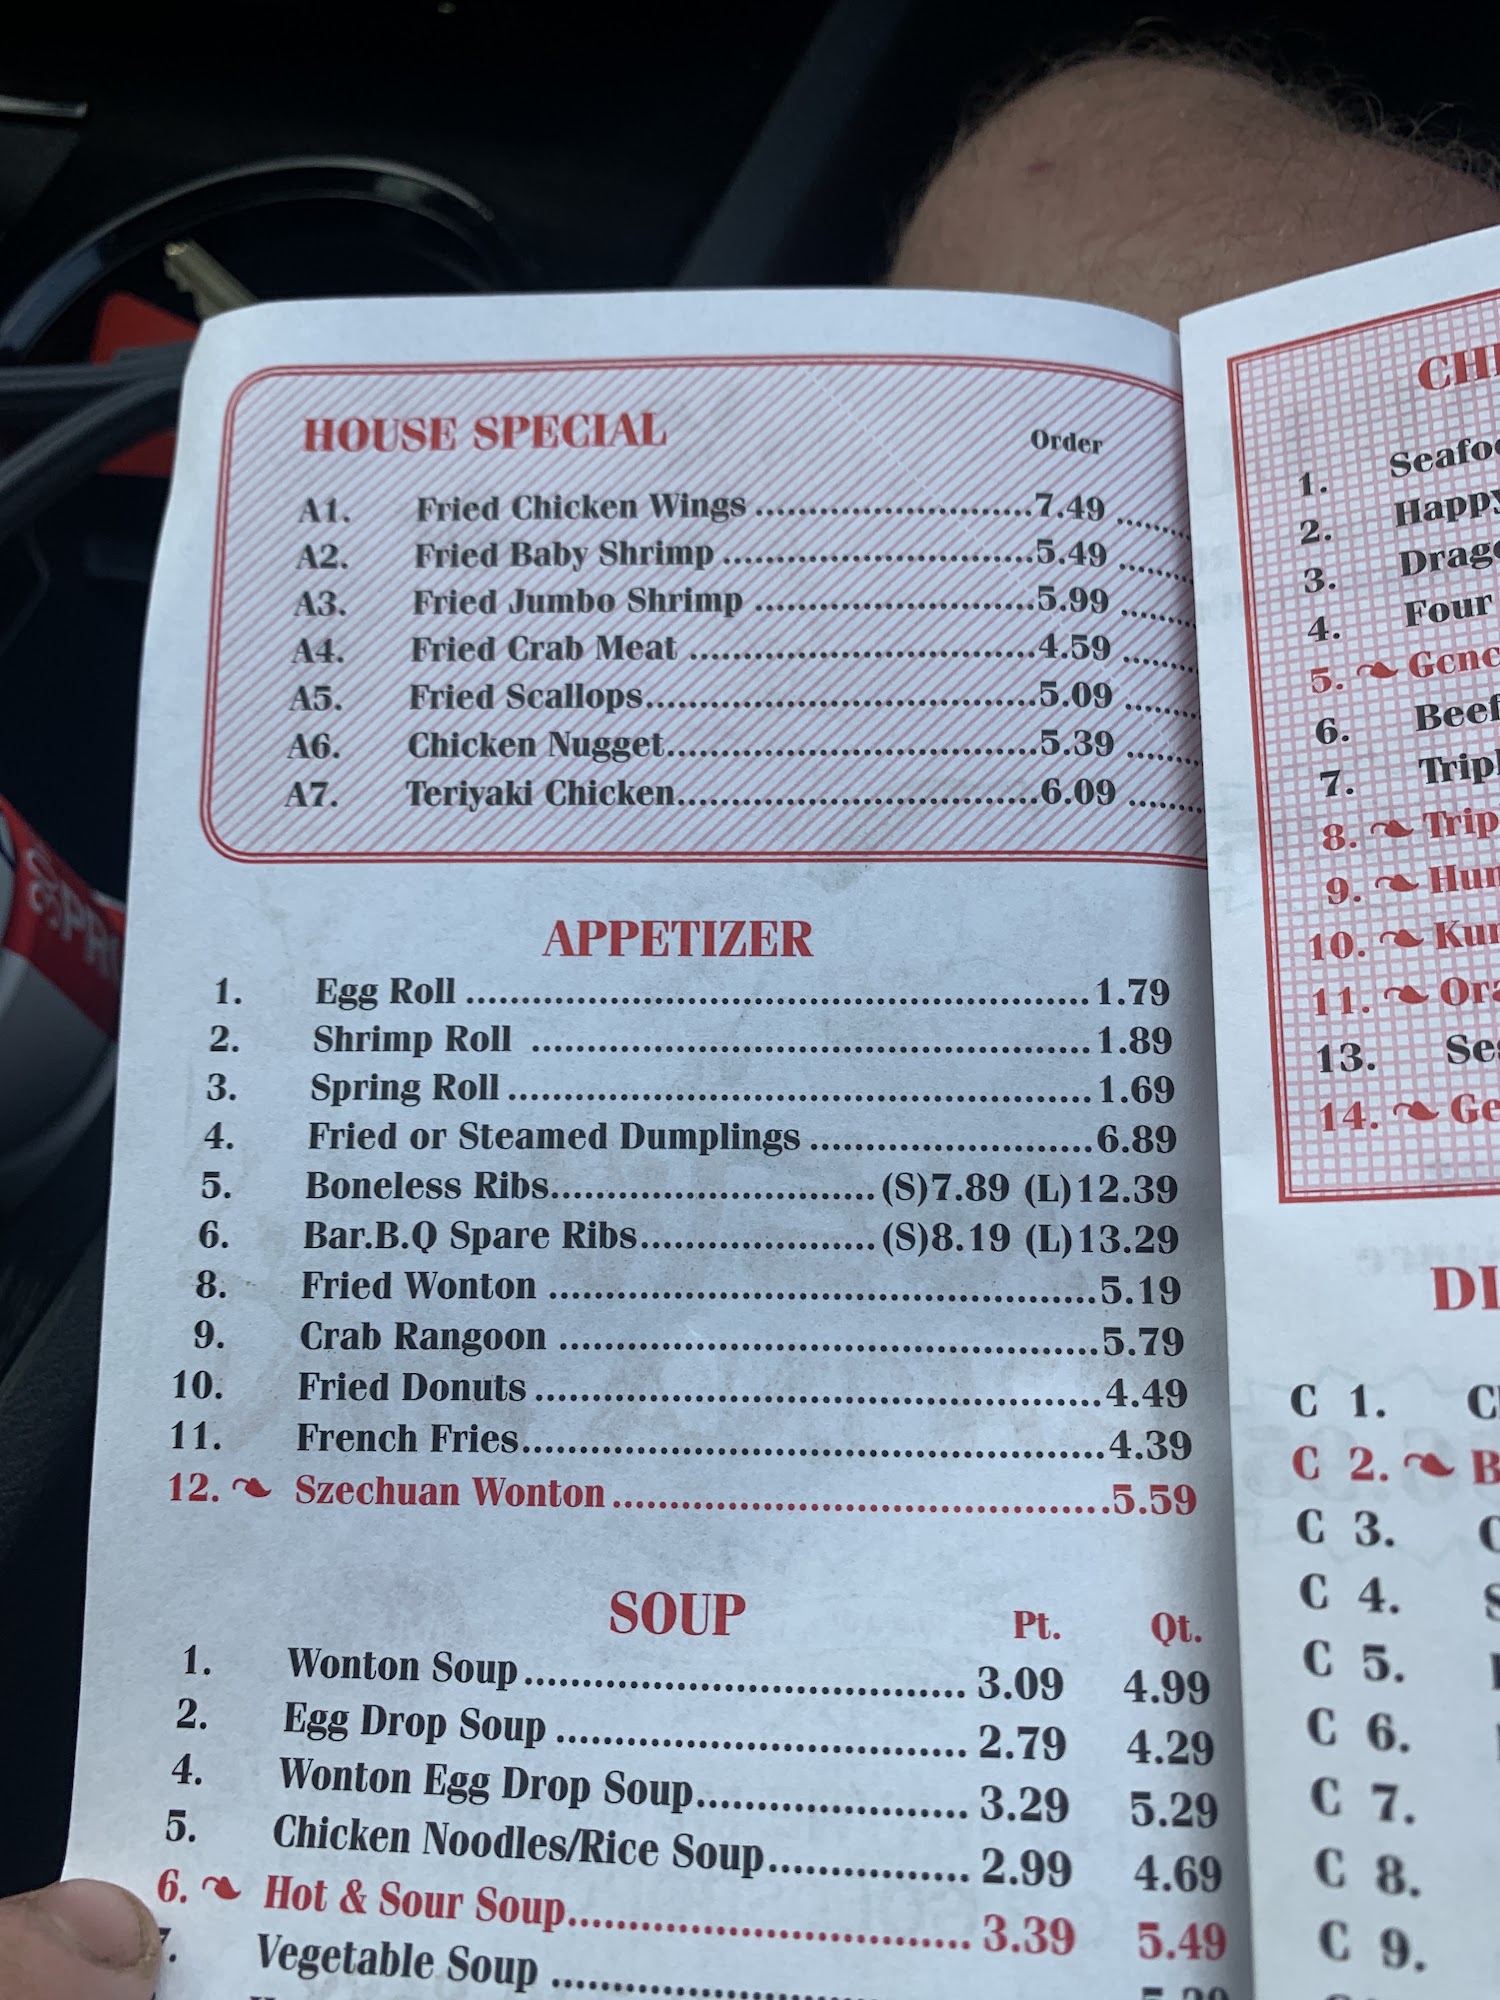 HOUSE SPECIAL Order
A1. Fried Chicken Wings 7.49
A2. Fried Baby Shrimp 5.49
A3. Fried Jumbo Shrimp 5.99
A4. Fried Crab Meat 4.59
A5. Fried Scallops 5.09
A6. Chicken Nugget 5.39
A7. Teriyaki Chicken 6.09
APPETIZER
1. Egg Roll 1.79
2. Shrimp Roll 1.89
3. Spring Roll 1.69
4. Fried or Steamed Dumplings 6.89
5. Boneless Ribs (S)7.89 (L)12.39
6. Bar.B.Q Spare Ribs (S)8.19 (L)13.29
8. Fried Wonton 5.19
9. Crab Rangoon 5.79
10. Fried Donuts 4.49
11. French Fries 4.39
12. Szechuan Wonton 5.59
SOUP Pt. Qt.
1. Wonton Soup 3.09 4.99
2. Egg Drop Soup 2.79 4.29
4. Wonton Egg Drop Soup 3.29 5.29
5. Chicken Noodles/Rice Soup 2.99 4.69
6. Hot & Sour Soup 3.39 5.49
7. Vegetable Soup
1.
2. Happy
3.
4. Four
5.
6. Beef
7.
8.
9.
10.
11.
13.
14.
C 1.
C 2.
C 3.
C 4.
C 5.
C 6.
C 7.
C 8.
C 9.